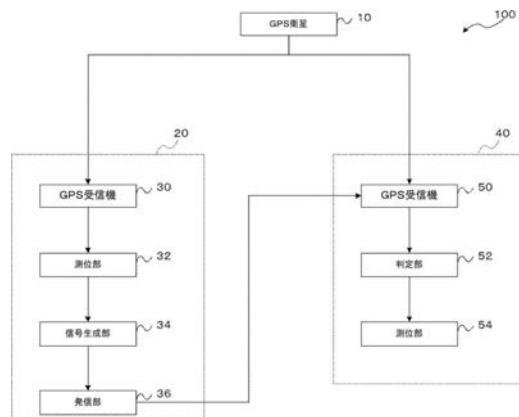 GPS衛星 10
100
20
40
GPS受信機 30
GPS受信機 50
測位部 32
判定部 52
信号生成部 34
測位部 54
発信部 36